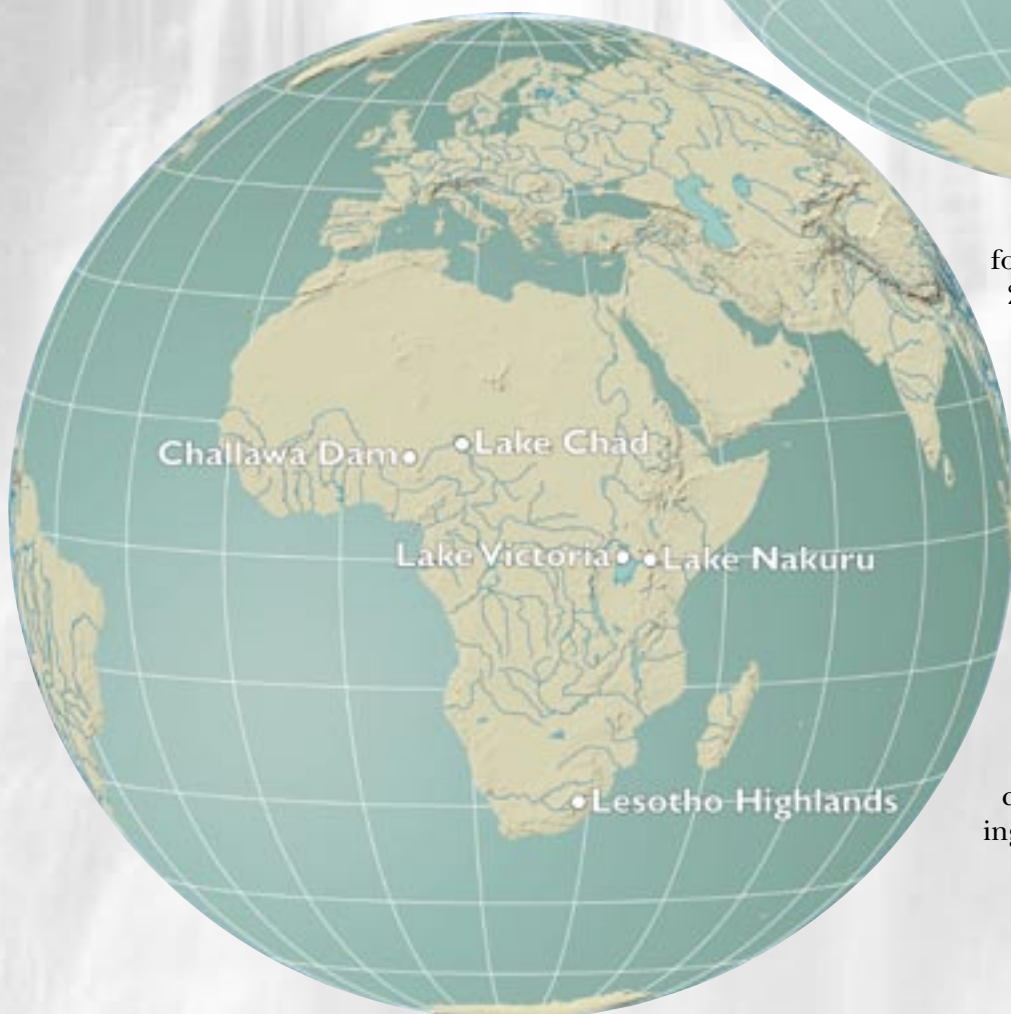 Challawa Dam
Lake Chad
Lake Victoria
Lake Nakuru
Lesotho Highlands